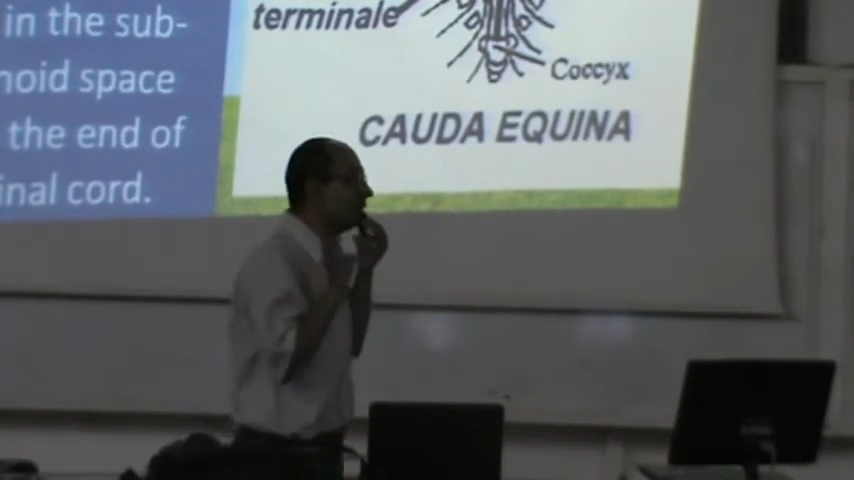 in the sub-
noid space
the end of
inal cord.
terminale
Coccyx
CAUDA EQUINA